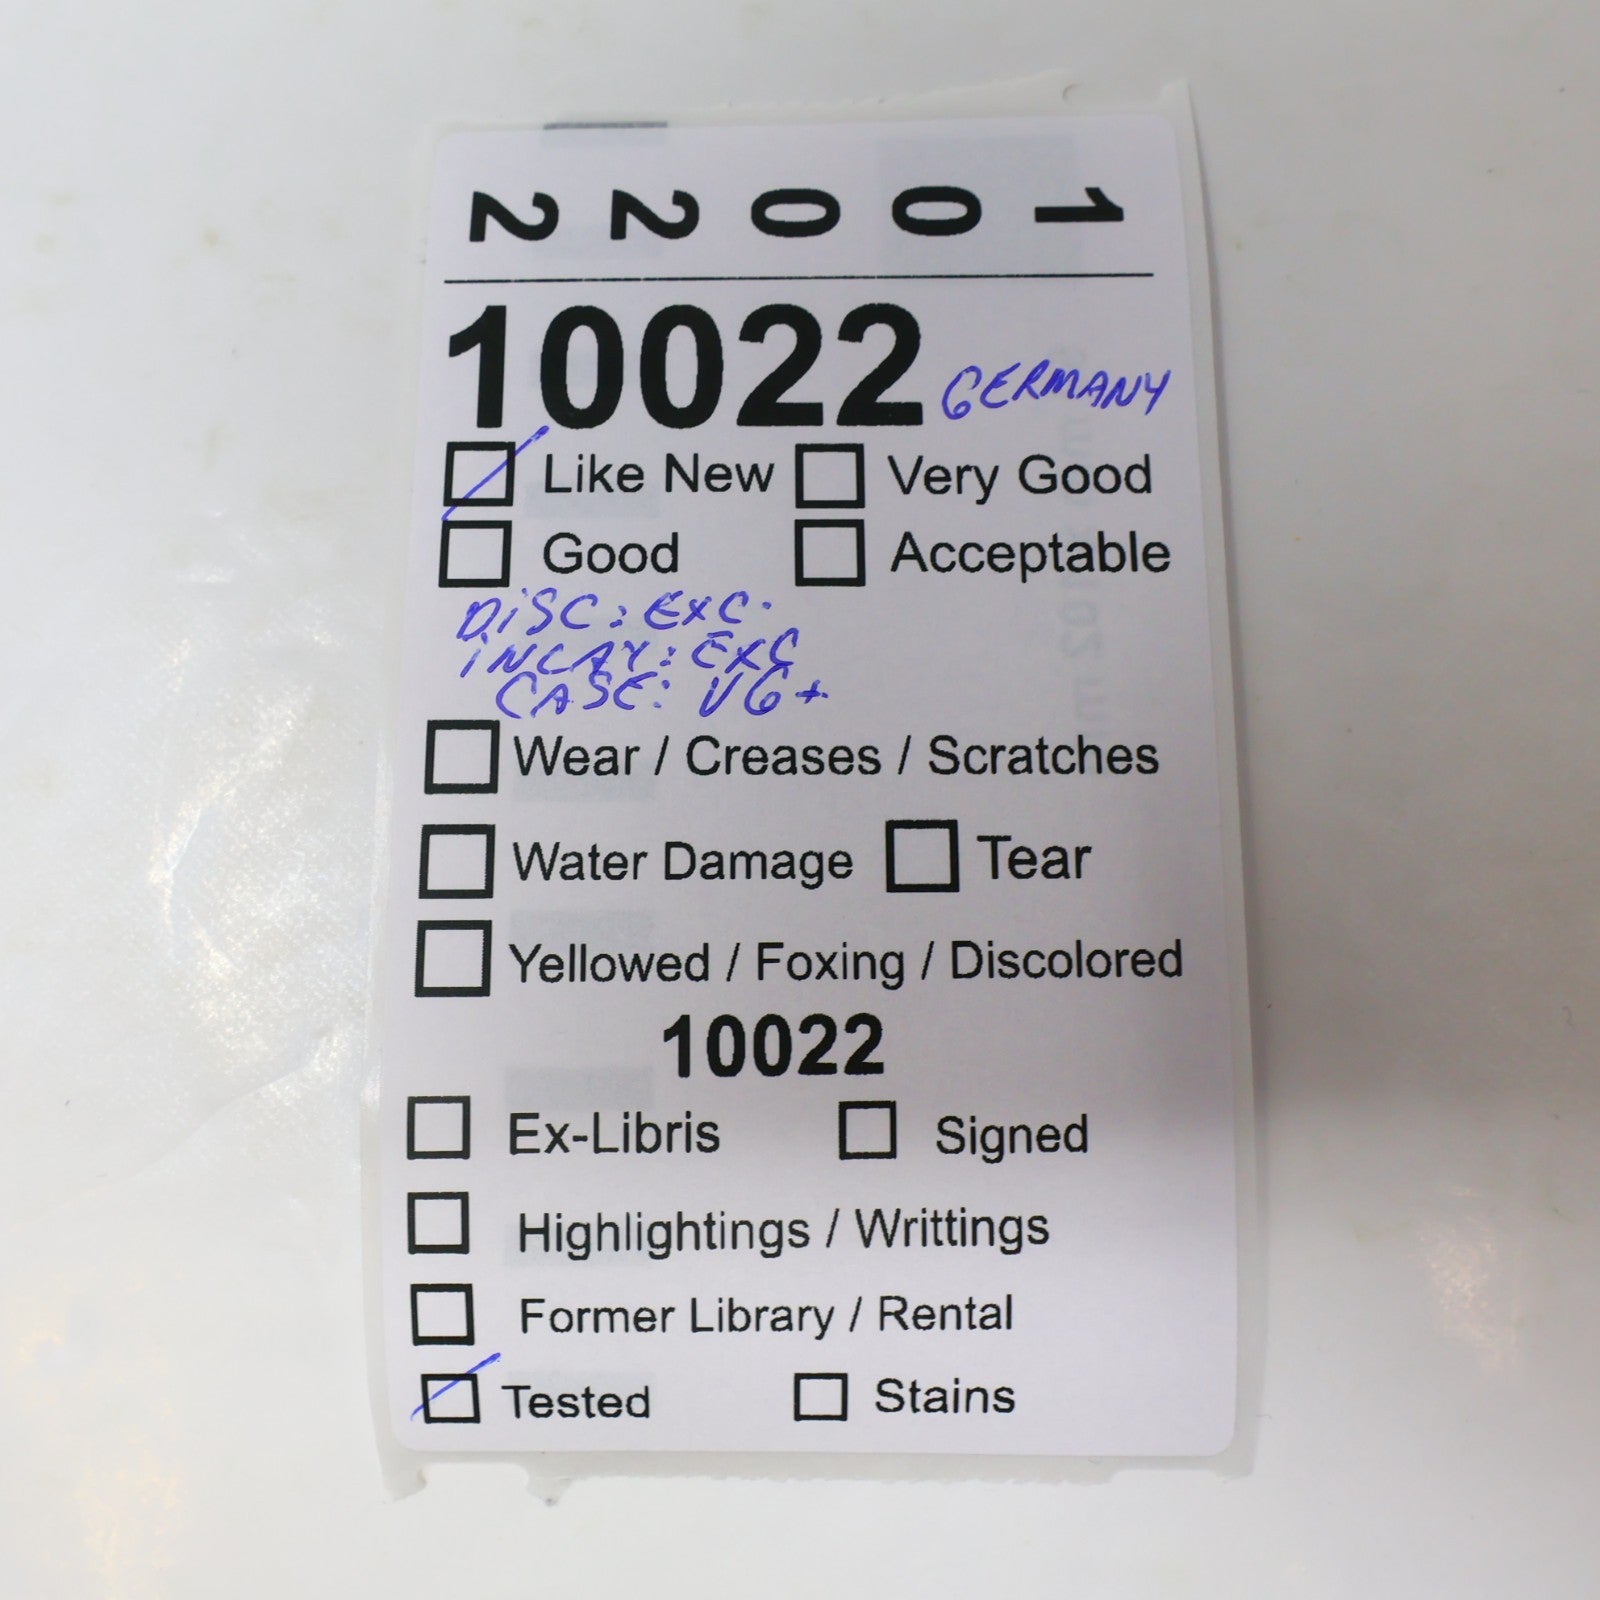 10022
10022 GERMANY
Like New Very Good
Good Acceptable
DISC: EXC.
INLAY: EXC
CASE: VG+
Wear / Creases / Scratches
Water Damage Tear
Yellowed / Foxing / Discolored
10022
Ex-Libris Signed
Highlightings / Writtings
Former Library / Rental
Tested Stains